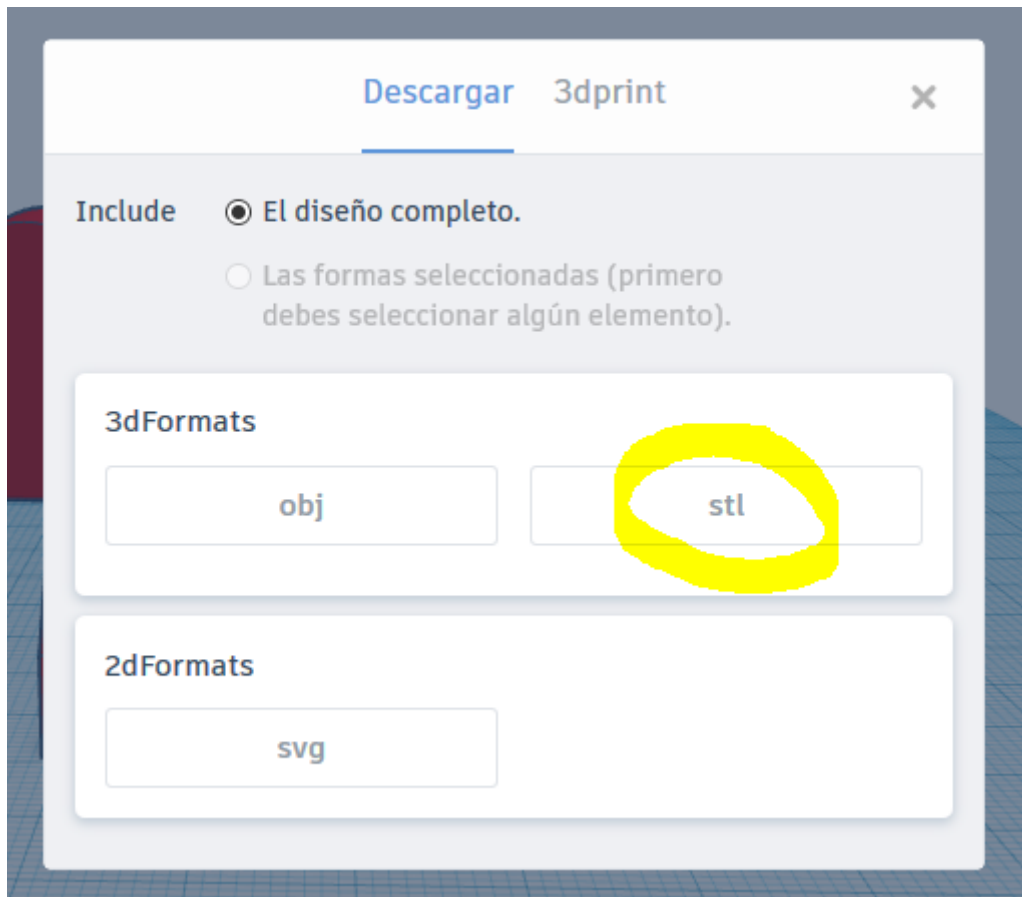 Descargar 3dprint
Include El diseño completo.
Las formas seleccionadas (primero
debes seleccionar algún elemento).
3dFormats
obj stl
2dFormats
svg